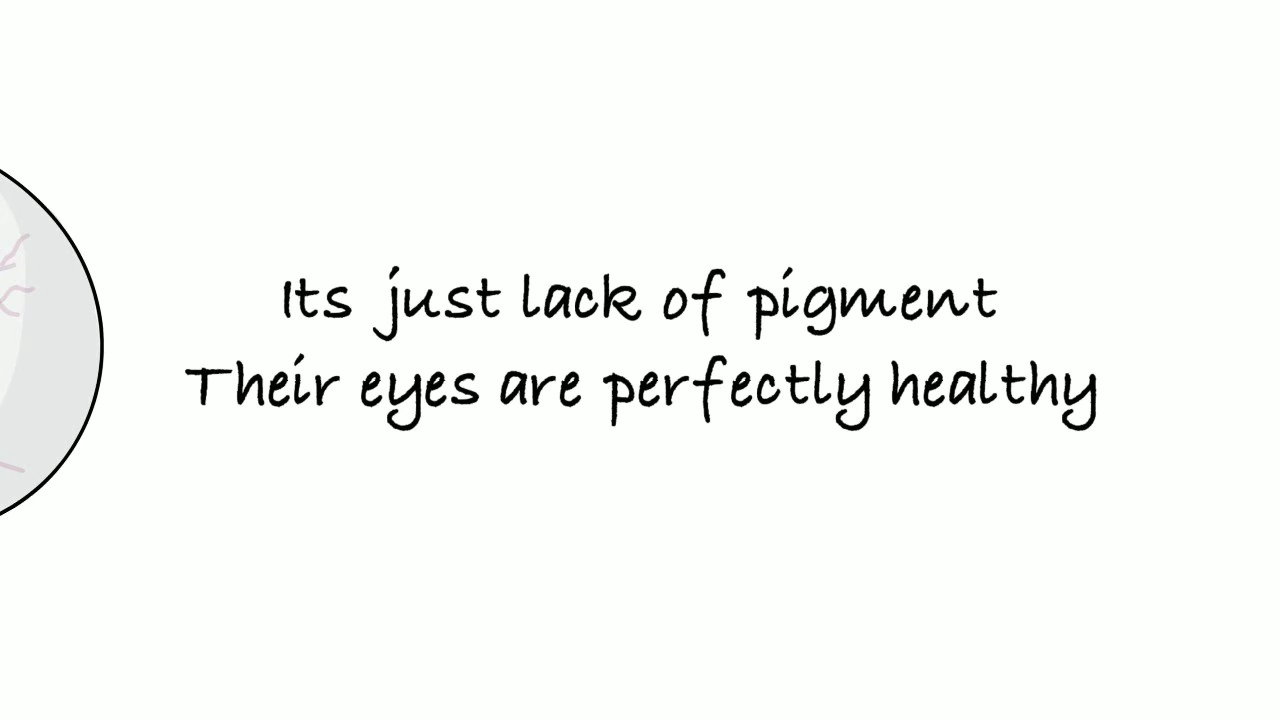 Its just lack of pigment
Their eyes are perfectly healthy